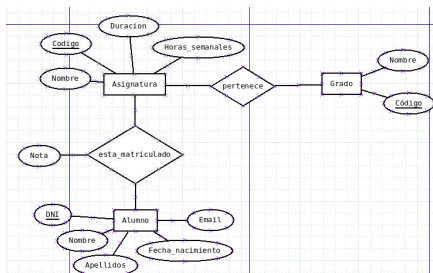 Duracion
Codigo
Horas_semanales
Nombre
Asignatura
pertenece
Grado
Nombre
Código
Nota
esta_matriculado
DNI
Alumno
Email
Nombre
Fecha_nacimiento
Apellidos